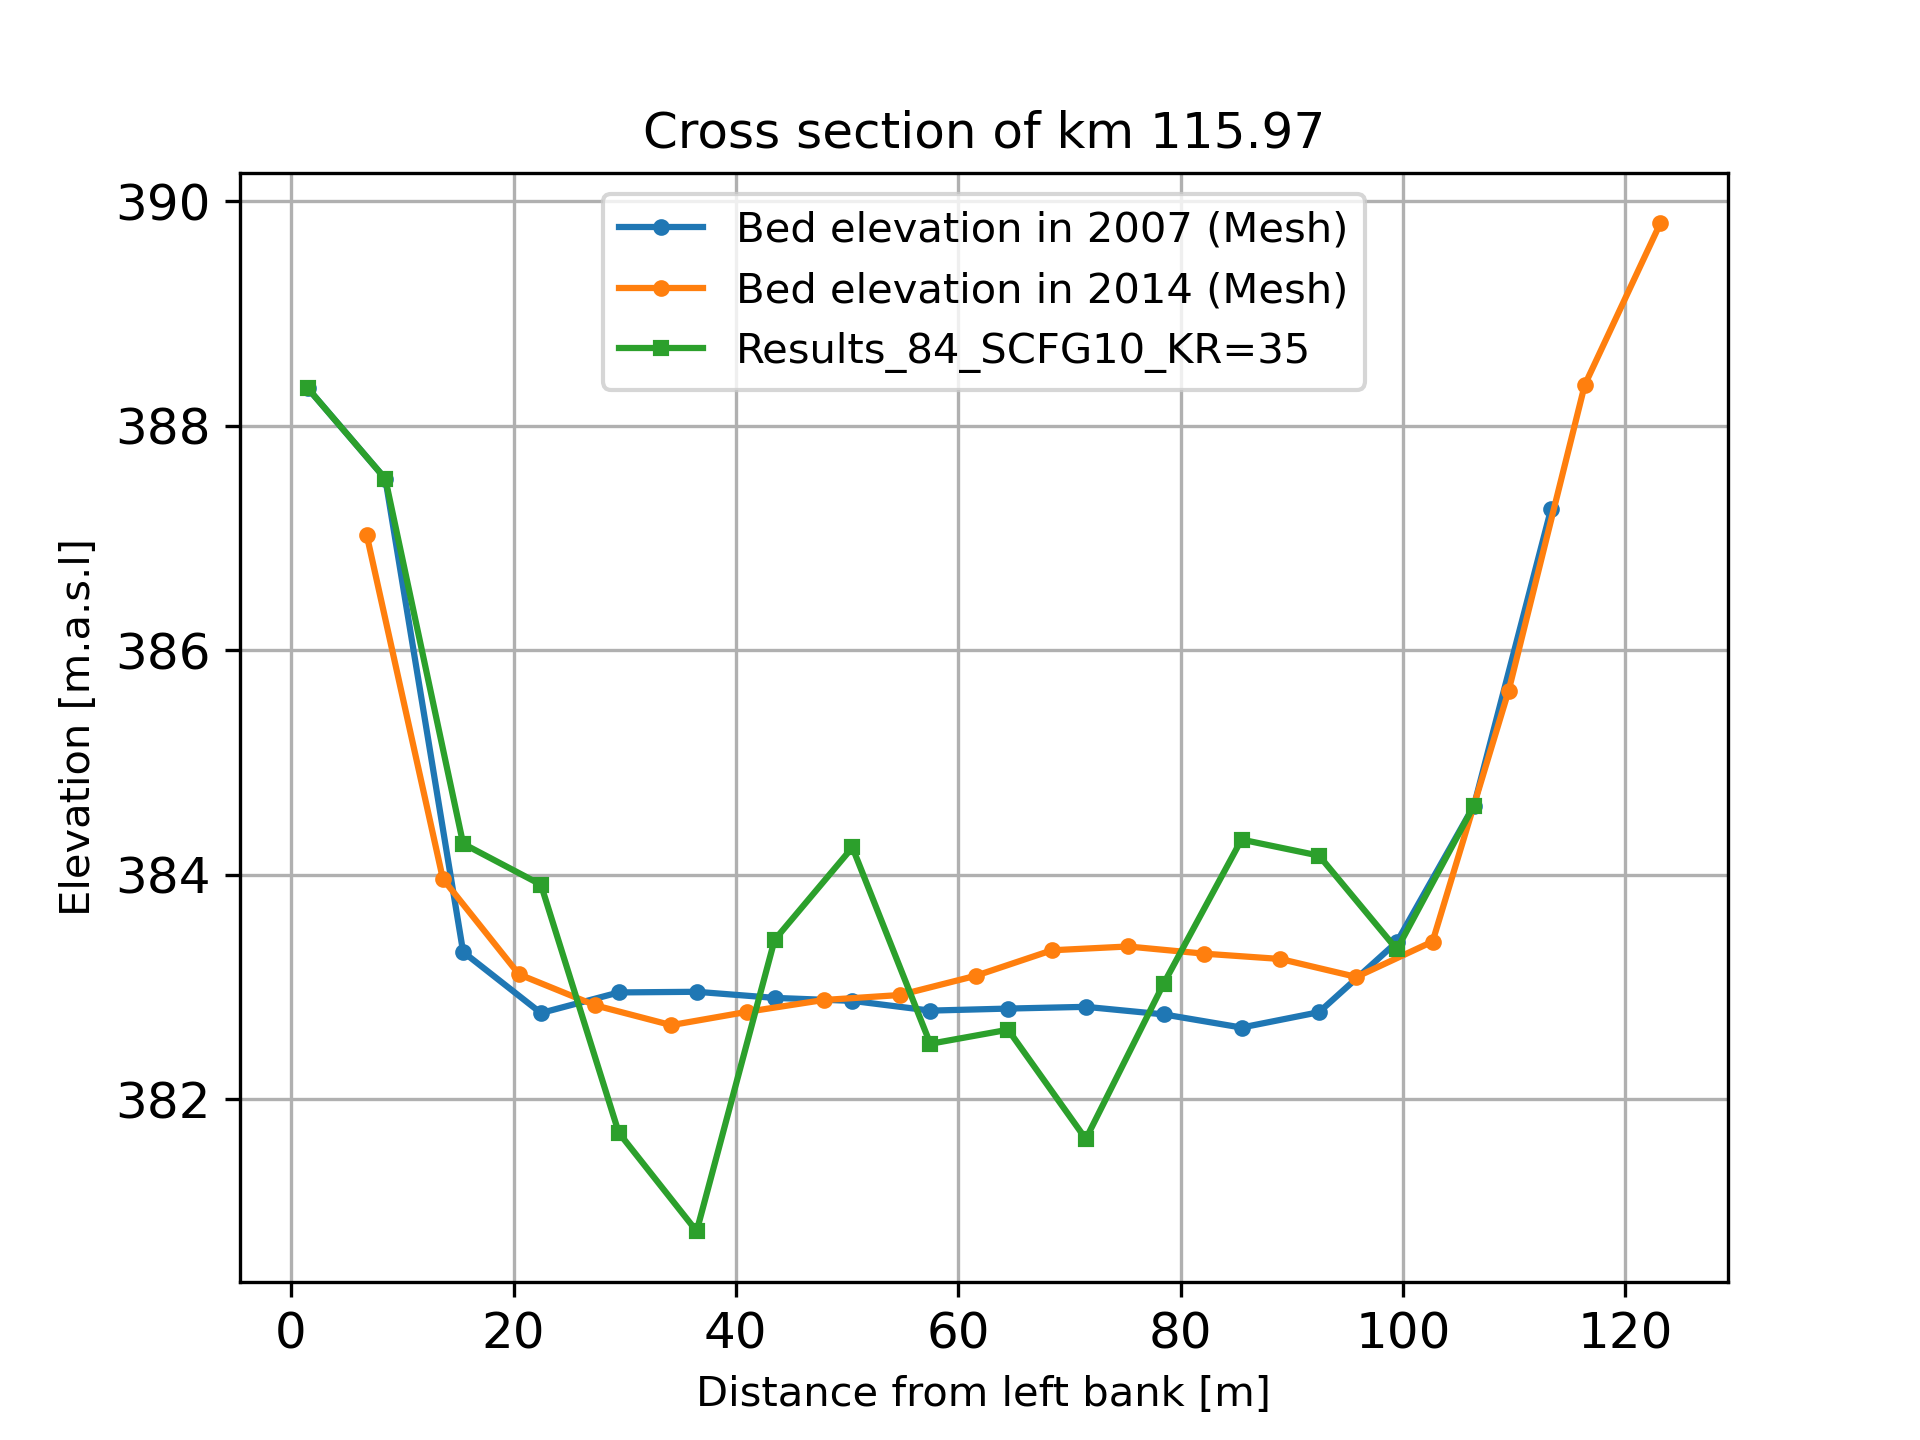 Cross section of km 115.97
Bed elevation in 2007 (Mesh)
Bed elevation in 2014 (Mesh)
Results_84_SCFG10_KR=35
Elevation [m.a.s.l]
390
388
386
384
382
0 20 40 60 80 100 120
Distance from left bank [m]